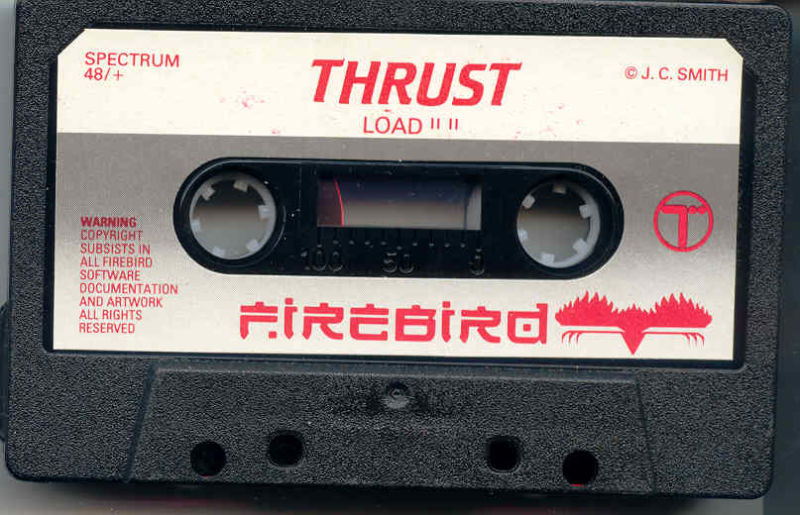 SPECTRUM
48/+
THRUST
LOAD " "
© J. C. SMITH
WARNING
COPYRIGHT
SUBSISTS IN
ALL FIREBIRD
SOFTWARE
DOCUMENTATION
AND ARTWORK
ALL RIGHTS
RESERVED
100 50 0
T
FIREBIRD